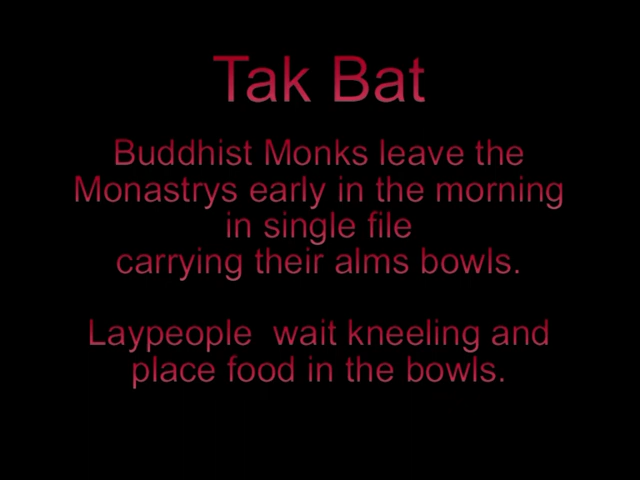 Tak Bat
Buddhist Monks leave the
Monastrys early in the morning
in single file
carrying their alms bowls.
Laypeople  wait kneeling and
place food in the bowls.